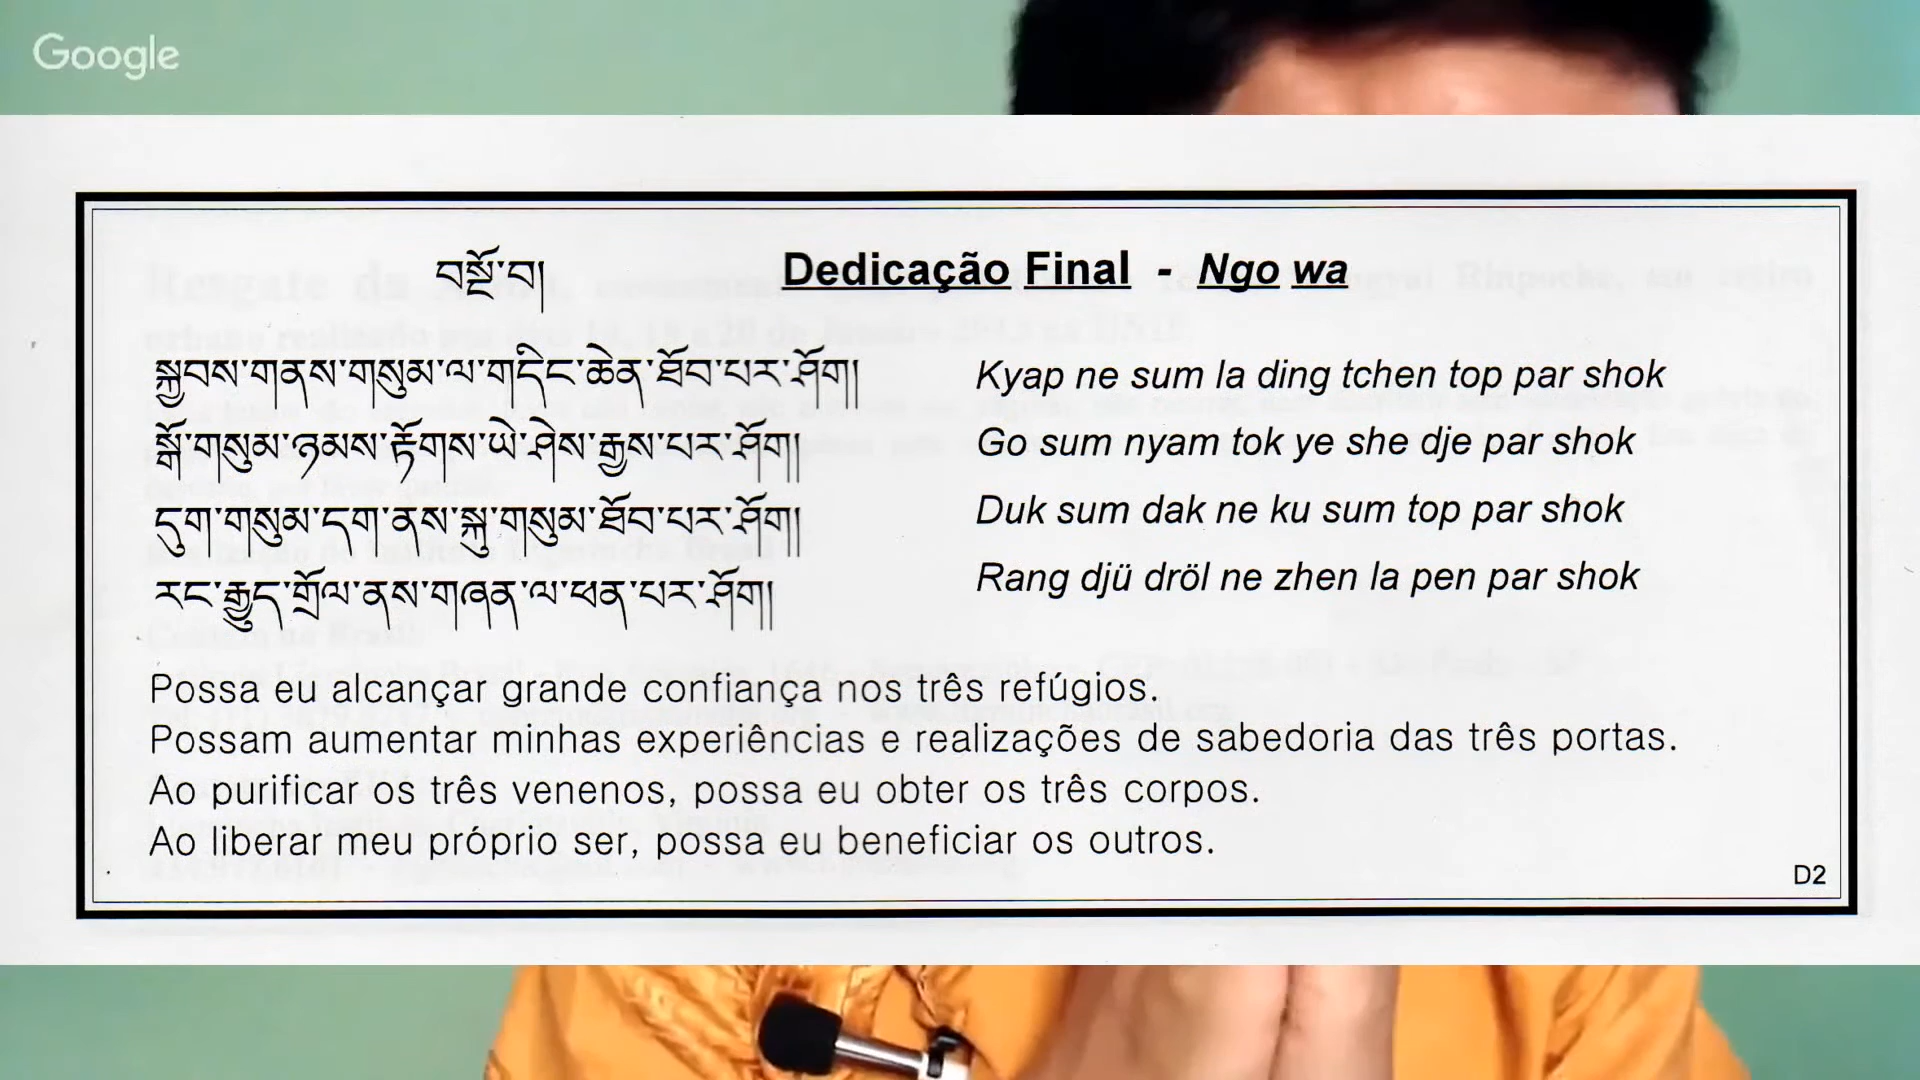 Google
བསྔོ་བ།
Dedicação Final - Ngo wa
སྐྱབས་གནས་གསུམ་ལ་གདིང་ཆེན་ཐོབ་པར་ཤོག།
Kyap ne sum la ding tchen top par shok
སྒོ་གསུམ་ཉམས་རྟོགས་ཡེ་ཤེས་རྒྱས་པར་ཤོག།
Go sum nyam tok ye she dje par shok
དུག་གསུམ་དག་ནས་སྐུ་གསུམ་ཐོབ་པར་ཤོག།
Duk sum dak ne ku sum top par shok
རང་རྒྱུད་གྲོལ་ནས་གཞན་ལ་ཕན་པར་ཤོག།
Rang djü dröl ne zhen la pen par shok
Possa eu alcançar grande confiança nos três refúgios.
Possam aumentar minhas experiências e realizações de sabedoria das três portas.
Ao purificar os três venenos, possa eu obter os três corpos.
Ao liberar meu próprio ser, possa eu beneficiar os outros.
D2